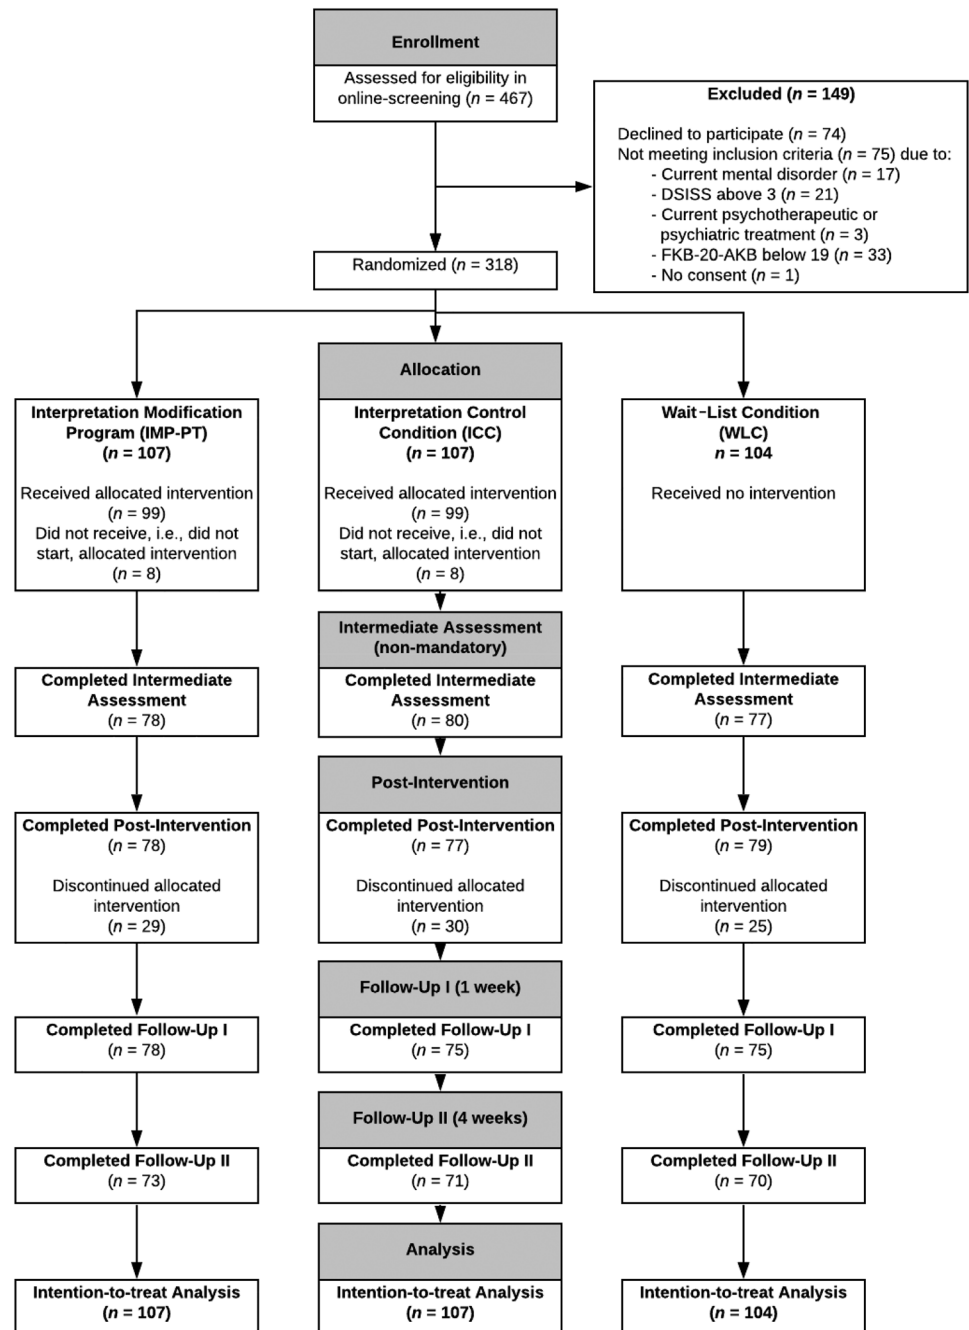 Enrollment
Assessed for eligibility in
online-screening (n = 467)
Excluded (n = 149)
Declined to participate (n = 74)
Not meeting inclusion criteria (n = 75) due to:
- Current mental disorder (n = 17)
- DSISS above 3 (n = 21)
- Current psychotherapeutic or
psychiatric treatment (n = 3)
- FKB-20-AKB below 19 (n = 33)
- No consent (n = 1)
Randomized (n = 318)
Allocation
Interpretation Modification
Program (IMP-PT)
(n = 107)
Received allocated intervention
(n = 99)
Did not receive, i.e., did not
start, allocated intervention
(n = 8)
Interpretation Control
Condition (ICC)
(n = 107)
Received allocated intervention
(n = 99)
Did not receive, i.e., did not
start, allocated intervention
(n = 8)
Wait-List Condition
(WLC)
n = 104
Received no intervention
Intermediate Assessment
(non-mandatory)
Completed Intermediate
Assessment
(n = 78)
Completed Intermediate
Assessment
(n = 80)
Completed Intermediate
Assessment
(n = 77)
Post-Intervention
Completed Post-Intervention
(n = 78)
Discontinued allocated
intervention
(n = 29)
Completed Post-Intervention
(n = 77)
Discontinued allocated
intervention
(n = 30)
Completed Post-Intervention
(n = 79)
Discontinued allocated
intervention
(n = 25)
Follow-Up I (1 week)
Completed Follow-Up I
(n = 78)
Completed Follow-Up I
(n = 75)
Completed Follow-Up I
(n = 75)
Follow-Up II (4 weeks)
Completed Follow-Up II
(n = 73)
Completed Follow-Up II
(n = 71)
Completed Follow-Up II
(n = 70)
Analysis
Intention-to-treat Analysis
(n = 107)
Intention-to-treat Analysis
(n = 107)
Intention-to-treat Analysis
(n = 104)